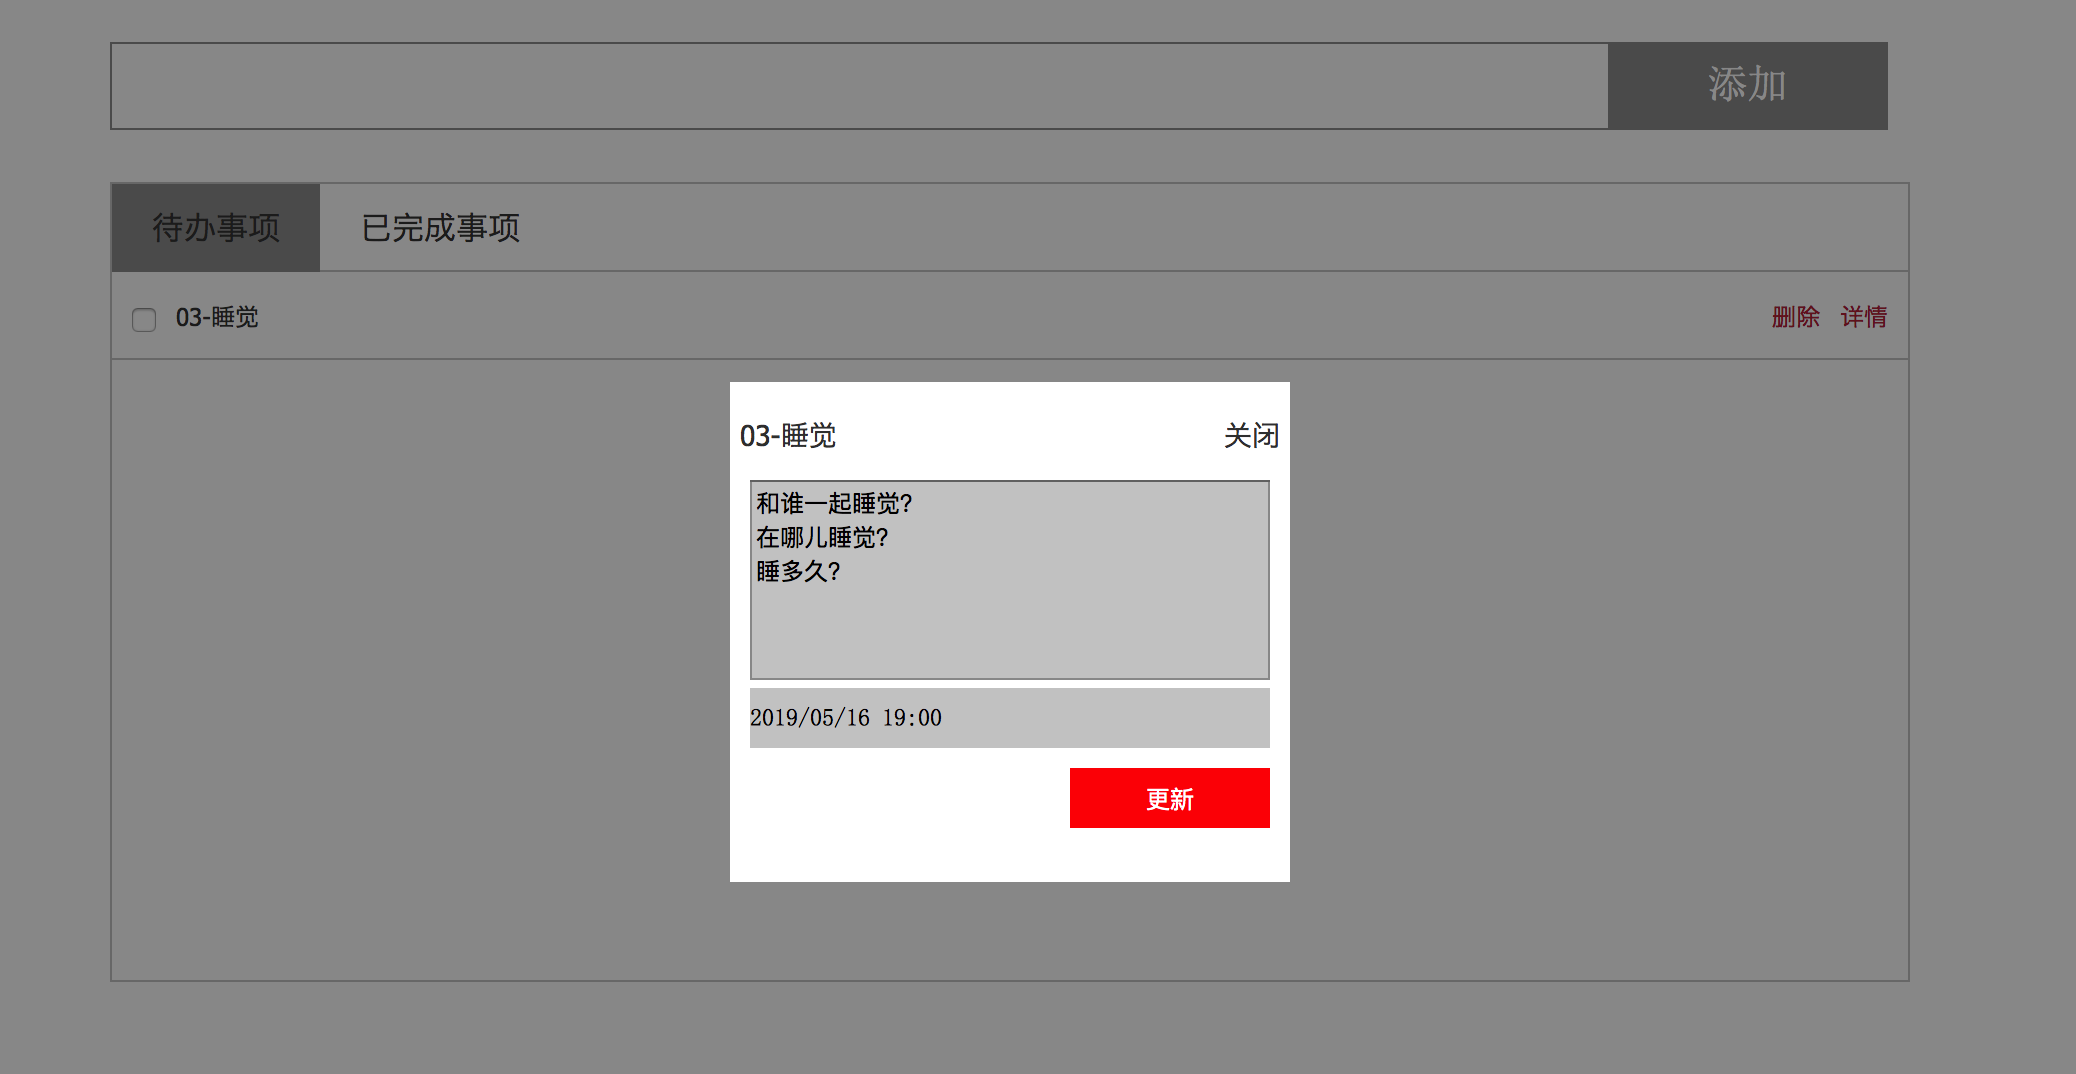 添加
待办事项 已完成事项
03-睡觉 删除 详情
03-睡觉 关闭
和谁一起睡觉?
在哪儿睡觉?
睡多久?
2019/05/16 19:00
更新